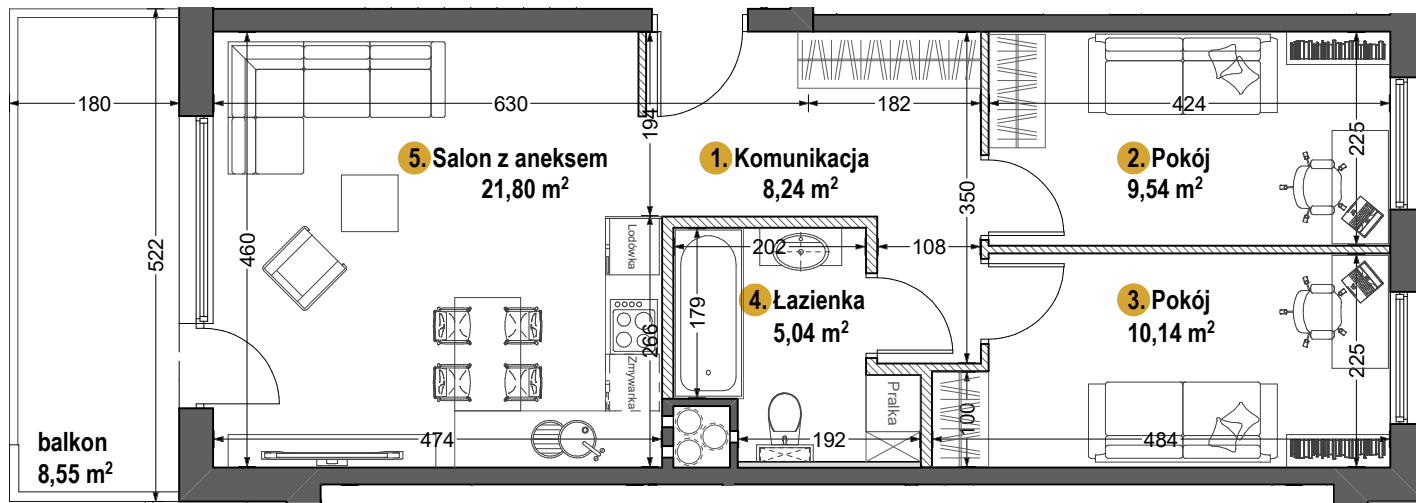 180
630
182
424
194
225
5. Salon z aneksem
21,80 m²
1. Komunikacja
8,24 m²
2. Pokój
9,54 m²
350
460
522
Lodówka
202
108
4. Łazienka
5,04 m²
179
3. Pokój
10,14 m²
266
225
Zmywarka
Pralka
100
balkon
8,55 m²
474
192
484